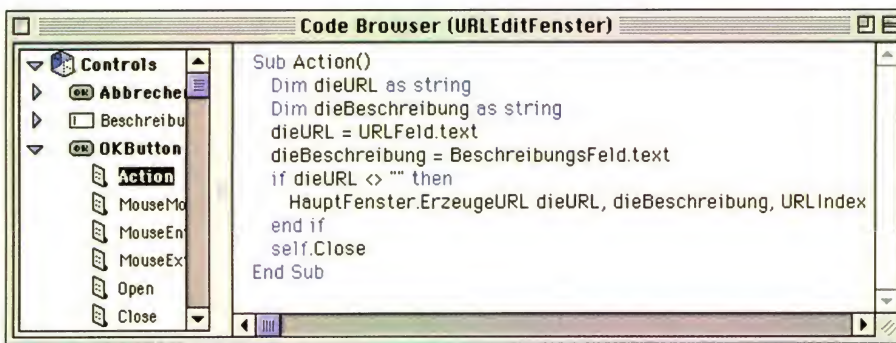 Code Browser (URLEditFenster)
Controls
Abbreche
Beschreibu
OKButton
Action
MouseMo
MouseEn
MouseEx
Open
Close
Sub Action()
Dim dieURL as string
Dim dieBeschreibung as string
dieURL = URLFeld.text
dieBeschreibung = BeschreibungsFeld.text
if dieURL <> "" then
HauptFenster.ErzeugeURL dieURL, dieBeschreibung, URLIndex
end if
self.Close
End Sub